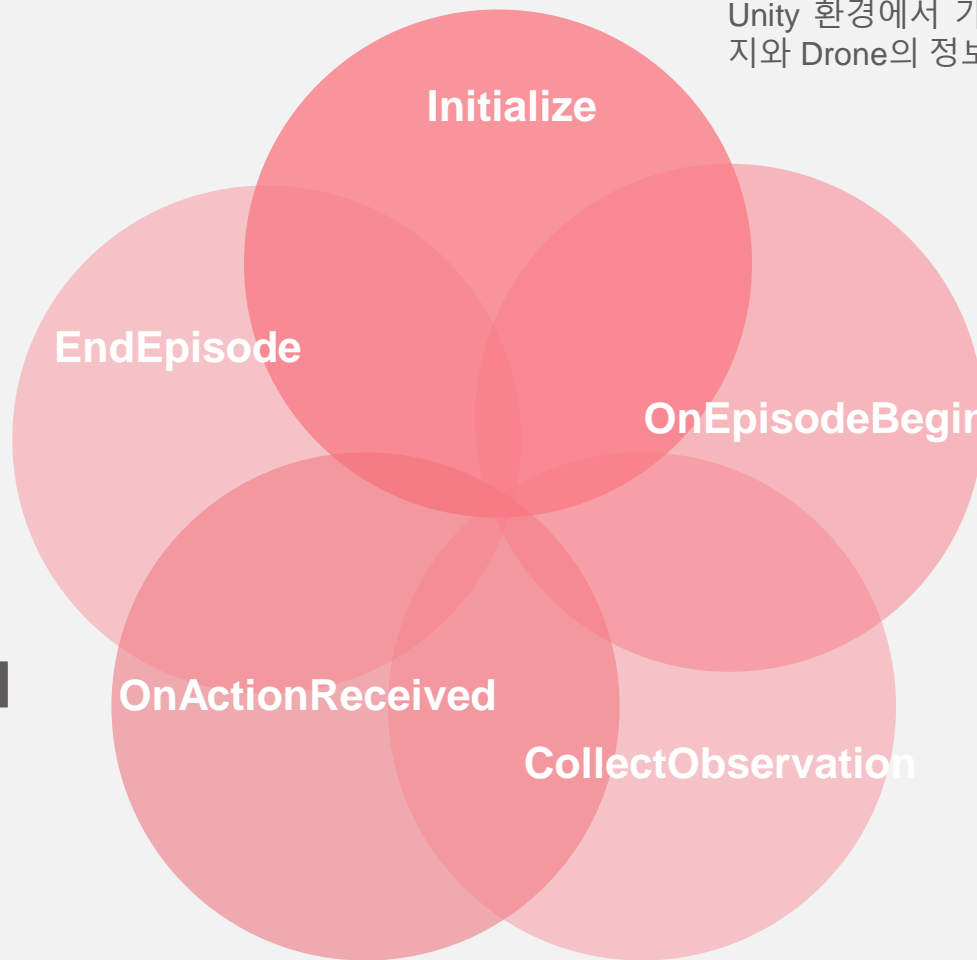 Unity 환경에서
지와 Drone의
Initialize
EndEpisode
OnEpisodeBegin
OnActionReceived
CollectObservation